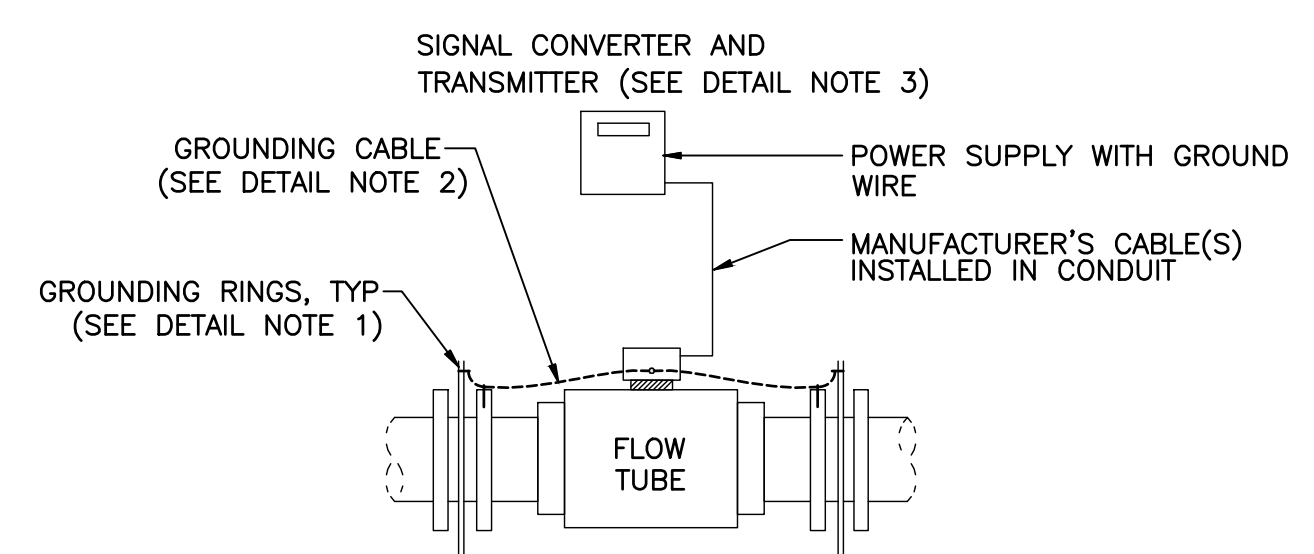 SIGNAL CONVERTER AND
TRANSMITTER (SEE DETAIL NOTE 3)
GROUNDING CABLE
(SEE DETAIL NOTE 2)
POWER SUPPLY WITH GROUND
WIRE
MANUFACTURER'S CABLE(S)
INSTALLED IN CONDUIT
GROUNDING RINGS, TYP
(SEE DETAIL NOTE 1)
FLOW
TUBE